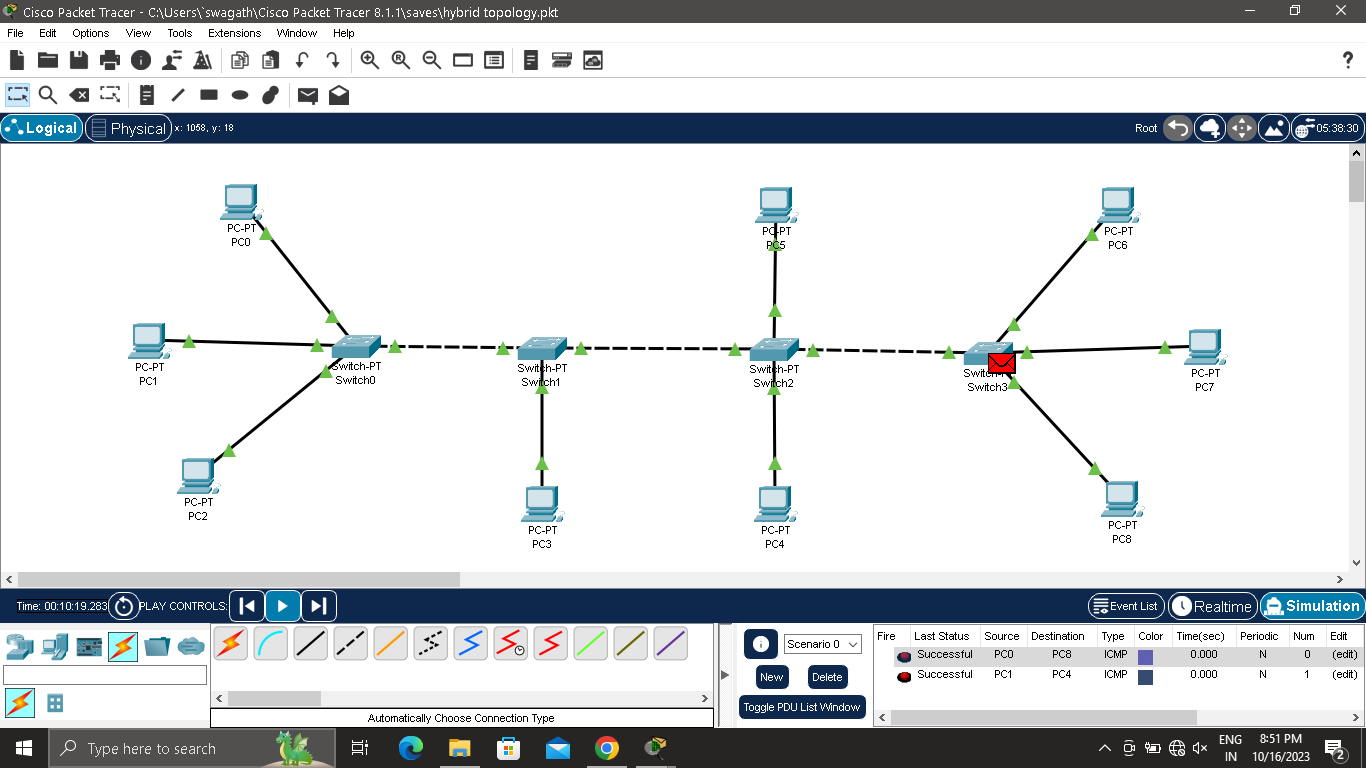 Cisco Packet Tracer - C:\Users\`swagath\Cisco Packet Tracer 8.1.1\saves\hybrid topology.pkt
File Edit Options View Tools Extensions Window Help
?
Logical Physical x: 1058, y: 18 Root 05:38:30
PC-PT
PC0
PC-PT
PC5
PC-PT
PC6
PC-PT
PC1
Switch-PT
Switch0
Switch-PT
Switch1
Switch-PT
Switch2
Switch3
PC-PT
PC7
PC-PT
PC2
PC-PT
PC3
PC-PT
PC4
PC-PT
PC8
Time: 00:10:19.283 PLAY CONTROLS: Event List Realtime Simulation
Scenario 0
New Delete
Toggle PDU List Window
Automatically Choose Connection Type
Fire Last Status Source Destination Type Color Time(sec) Periodic Num Edit
Successful PC0 PC8 ICMP 0.000 N 0 (edit)
Successful PC1 PC4 ICMP 0.000 N 1 (edit)
Type here to search
ENG
IN
8:51 PM
10/16/2023
2